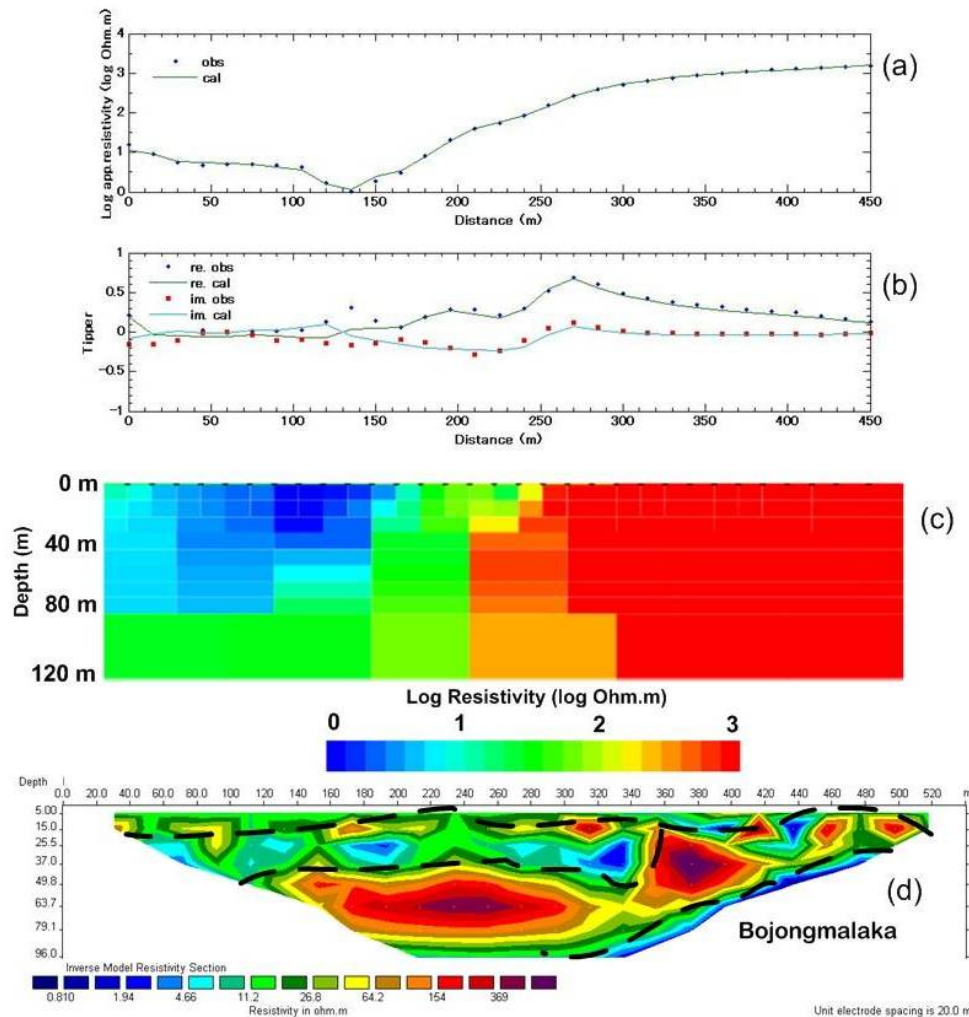 4
3
2
1
0
Log app.resistivity (log Ohm.m)
obs
cal
(a)
0 50 100 150 200 250 300 350 400 450
Distance (m)
1
0.5
0
-0.5
-1
Tipper
re. obs
re. cal
im. obs
im. cal
(b)
0 50 100 150 200 250 300 350 400 450
Distance (m)
0 m
40 m
80 m
120 m
Depth (m)
(c)
Log Resistivity (log Ohm.m)
0 1 2 3
Depth
0.0 20.0 40.0 60.0 80.0 100 120 140 160 180 200 220 240 260 280 300 320 340 360 380 400 420 440 460 480 500 520 m
5.00
15.0
25.5
37.0
49.8
63.7
79.1
96.0
(d)
Bojongmalaka
Inverse Model Resistivity Section
0.810 1.94 4.66 11.2 26.8 64.2 154 369
Resistivity in ohm.m
Unit electrode spacing is 20.0 m